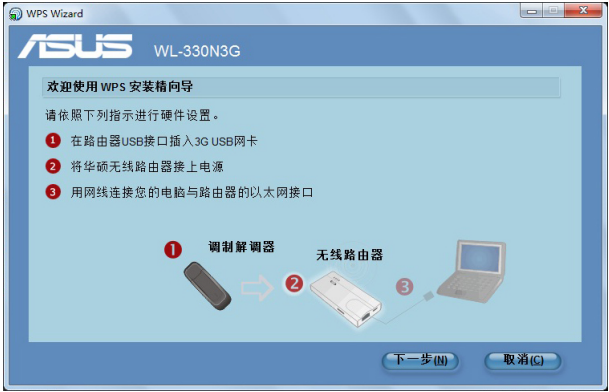 WPS Wizard
ASUS WL-330N3G
欢迎使用 WPS 安装精向导
请依照下列指示进行硬件设置。
1 在路由器USB接口插入3G USB网卡
2 将华硕无线路由器接上电源
3 用网线连接您的电脑与路由器的以太网接口
1 调制解调器
2 无线路由器
3
下一步(N) 取消(C)